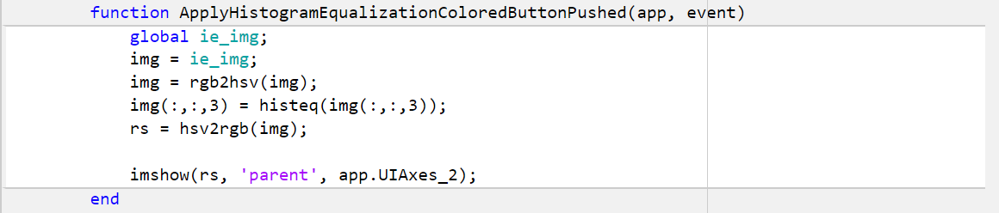 function ApplyHistogramEqualizationColoredButtonPushed(app, event)
global ie_img;
img = ie_img;
img = rgb2hsv(img);
img(:,:,3) = histeq(img(:,:,3));
rs = hsv2rgb(img);
imshow(rs, 'parent', app.UIAxes_2);
end